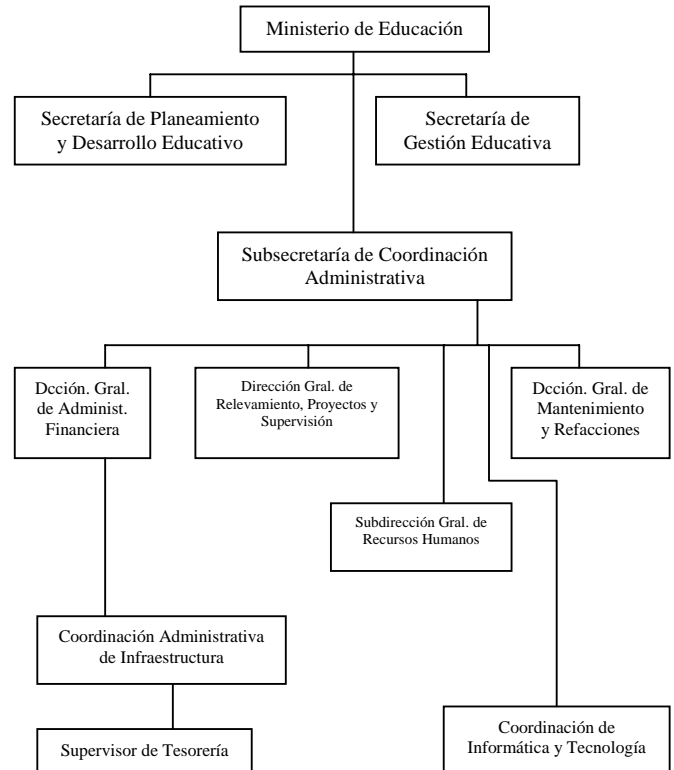 Ministerio de Educación
Secretaría de Planeamiento
y Desarrollo Educativo
Secretaría de
Gestión Educativa
Subsecretaría de Coordinación
Administrativa
Dcción. Gral.
de Administ.
Financiera
Dirección Gral. de
Relevamiento, Proyectos y
Supervisión
Dcción. Gral. de
Mantenimiento
y Refacciones
Subdirección Gral. de
Recursos Humanos
Coordinación Administrativa
de Infraestructura
Supervisor de Tesorería
Coordinación de
Informática y Tecnología